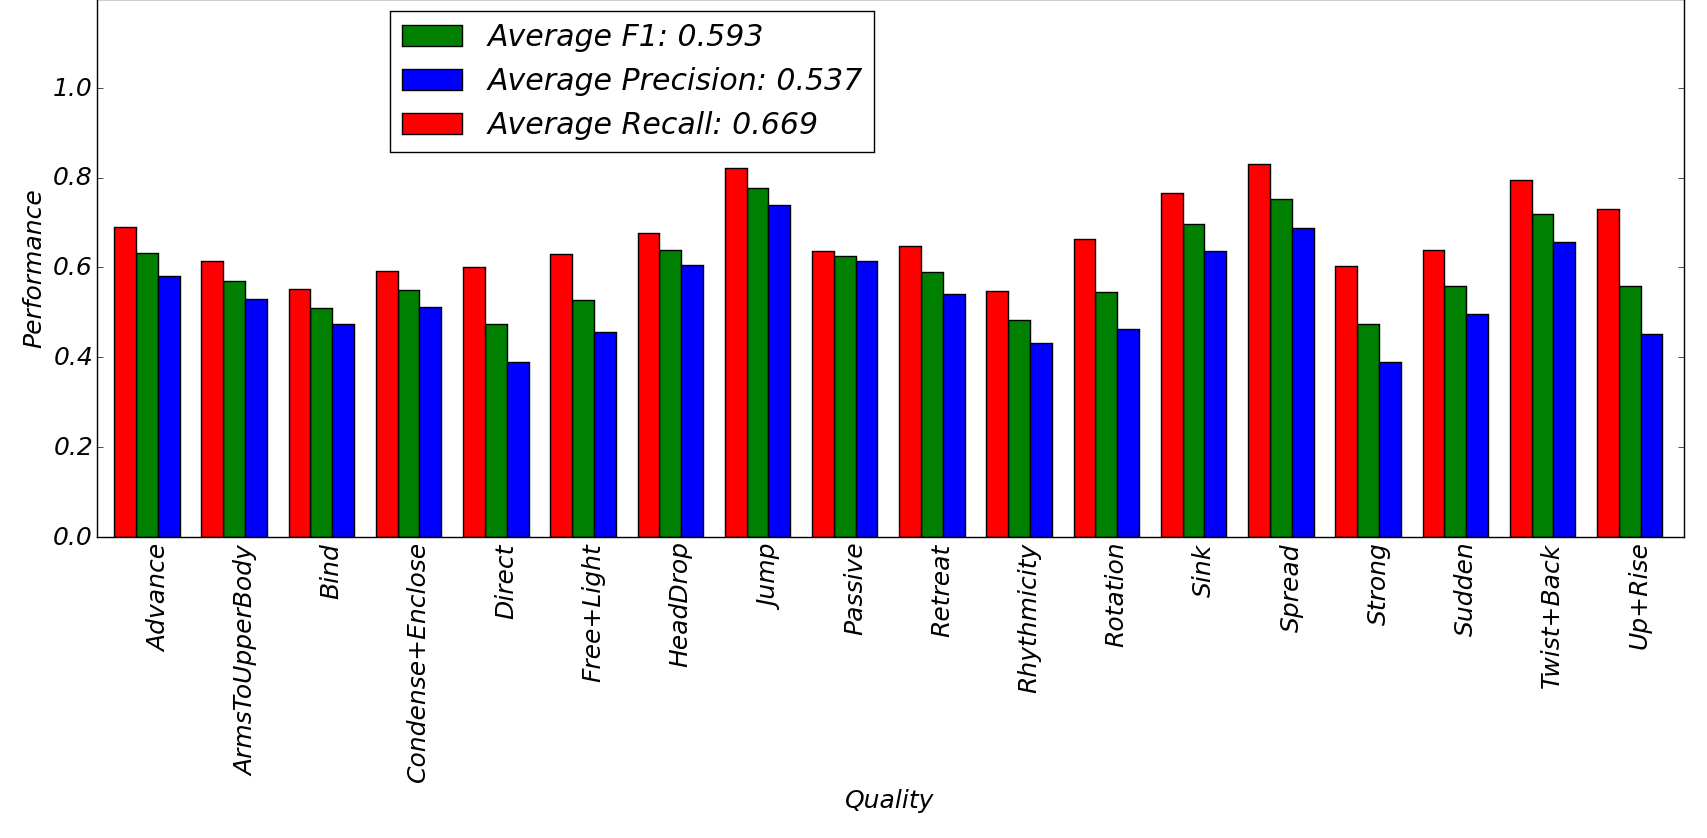 Average F1: 0.593
Average Precision: 0.537
Average Recall: 0.669
1.0
0.8
0.6
0.4
0.2
0.0
Performance
Advance
ArmsToUpperBody
Bind
Condense+Enclose
Direct
Free+Light
HeadDrop
Jump
Passive
Retreat
Rhythmicity
Rotation
Sink
Spread
Strong
Sudden
Twist+Back
Up+Rise
Quality